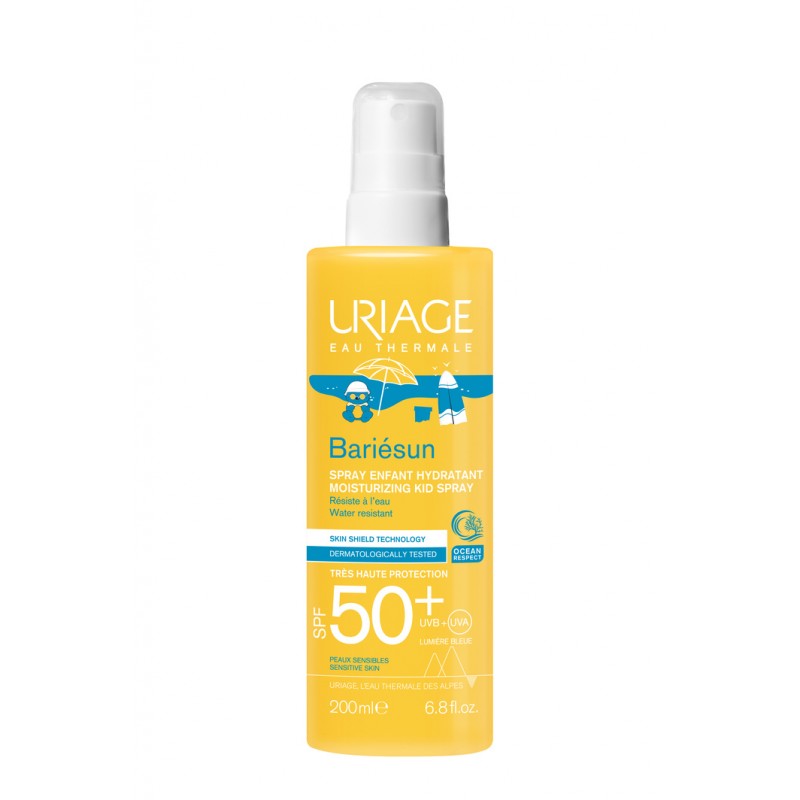 URIAGE
EAU THERMALE
Bariésun
SPRAY ENFANT HYDRATANT
MOISTURIZING KID SPRAY
Résiste à l'eau
Water resistant
SKIN SHIELD TECHNOLOGY
DERMATOLOGICALLY TESTED
OCEAN
RESPECT
TRÈS HAUTE PROTECTION
SPF 50+
UVB + UVA
LUMIÈRE BLEUE
PEAUX SENSIBLES
SENSITIVE SKIN
URIAGE, L'EAU THERMALE DES ALPES
200ml℮ 6.8fl.oz.